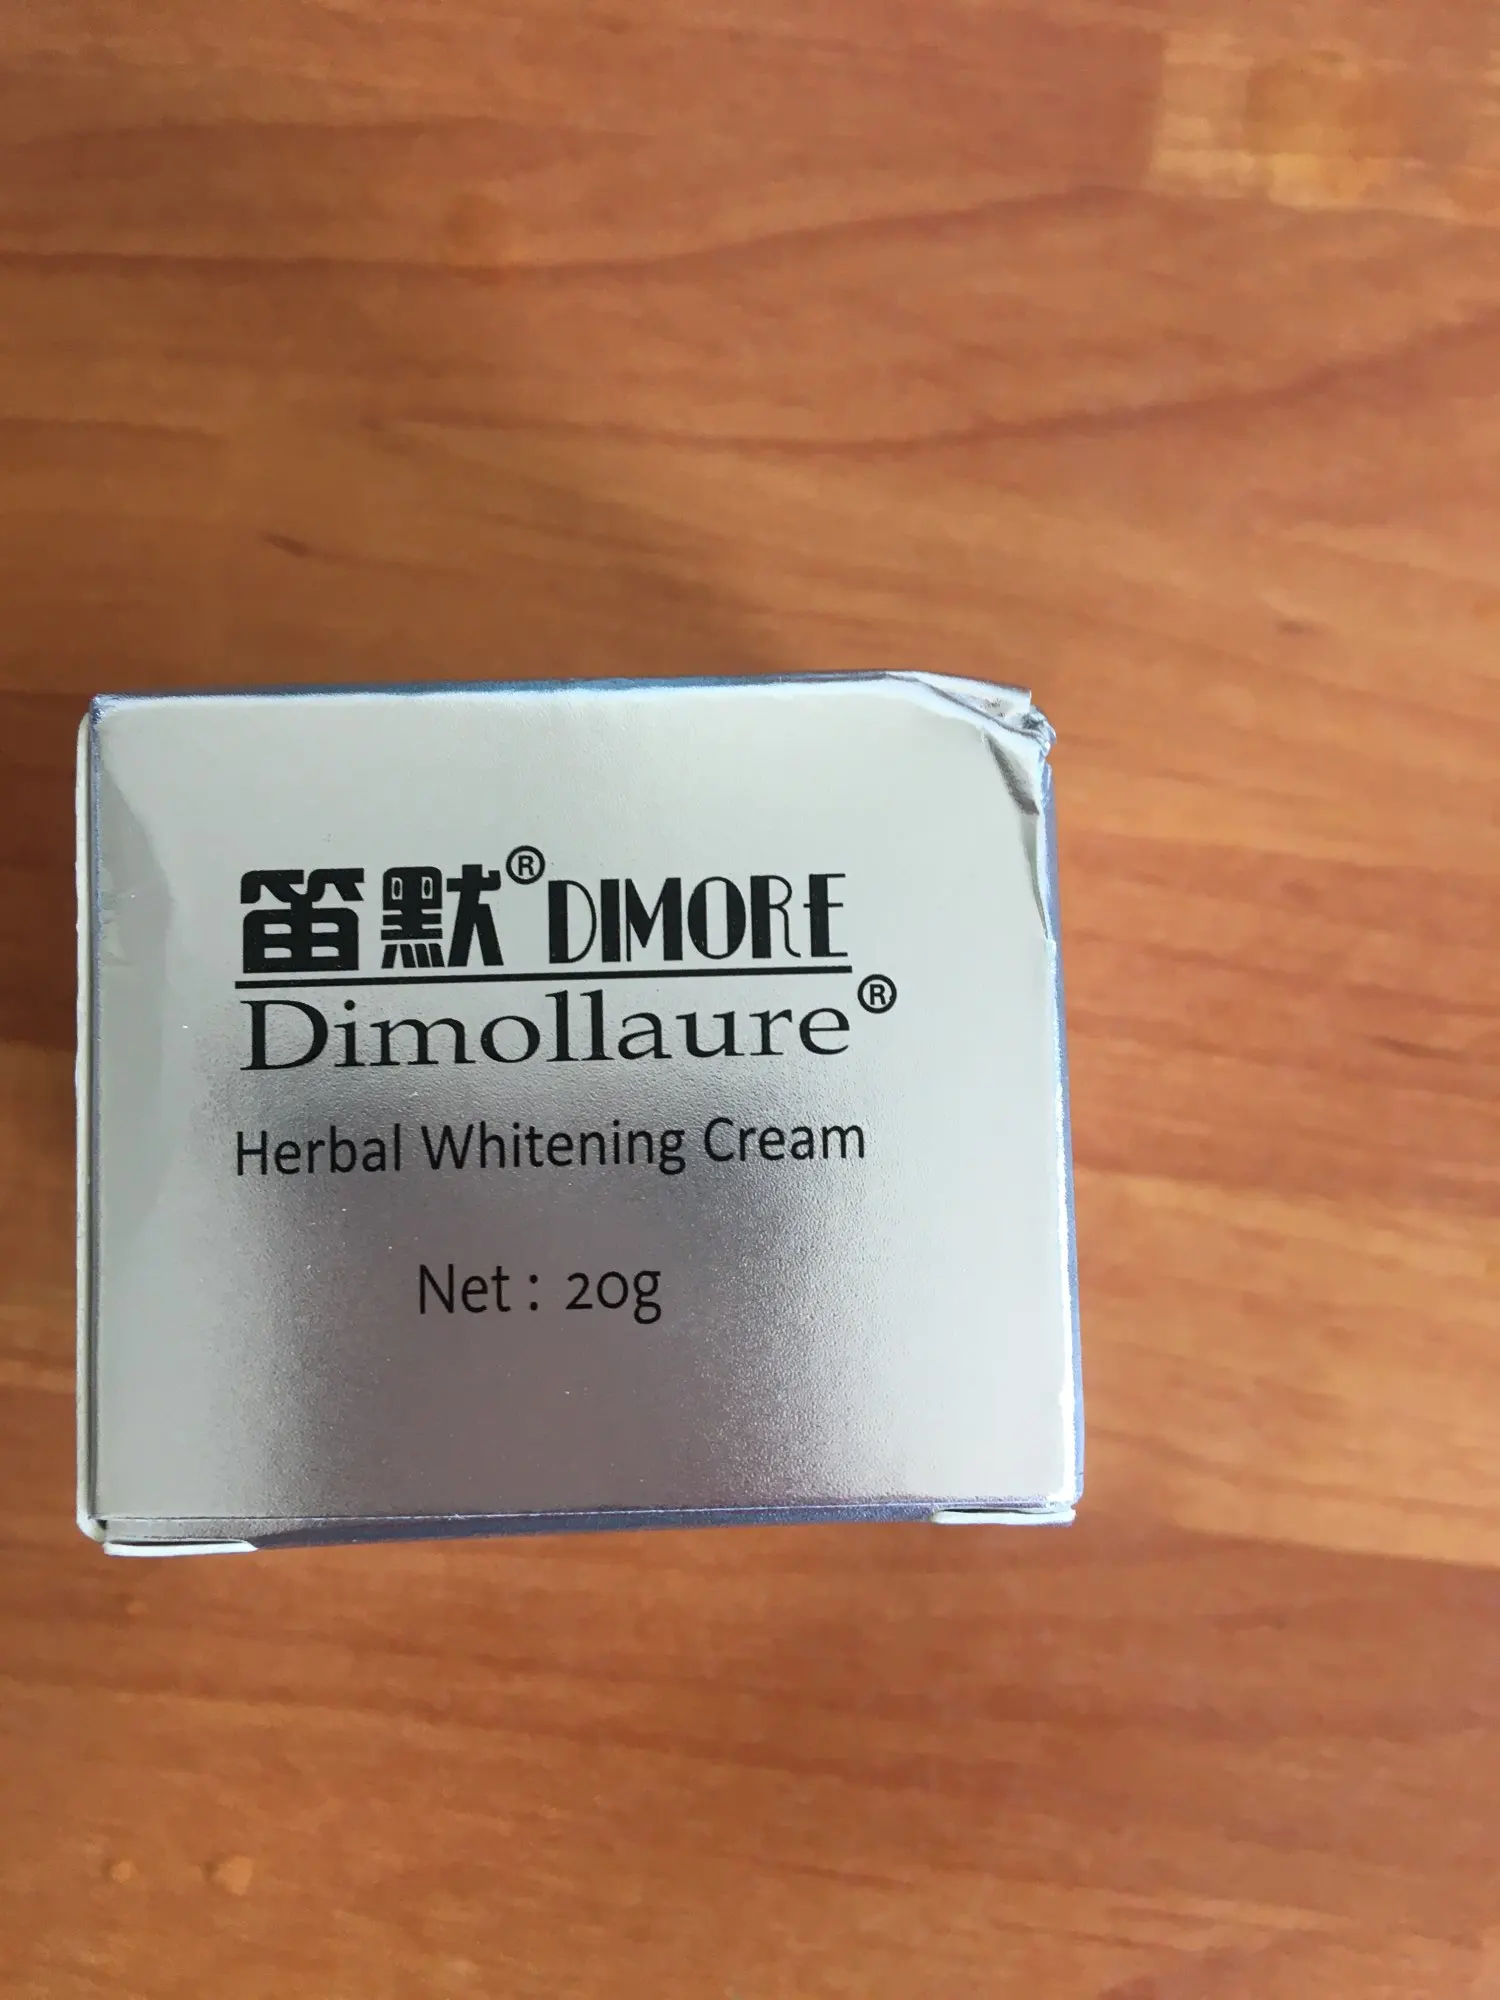 笛默® DIMORE
Dimollaure®
Herbal Whitening Cream
Net : 20g